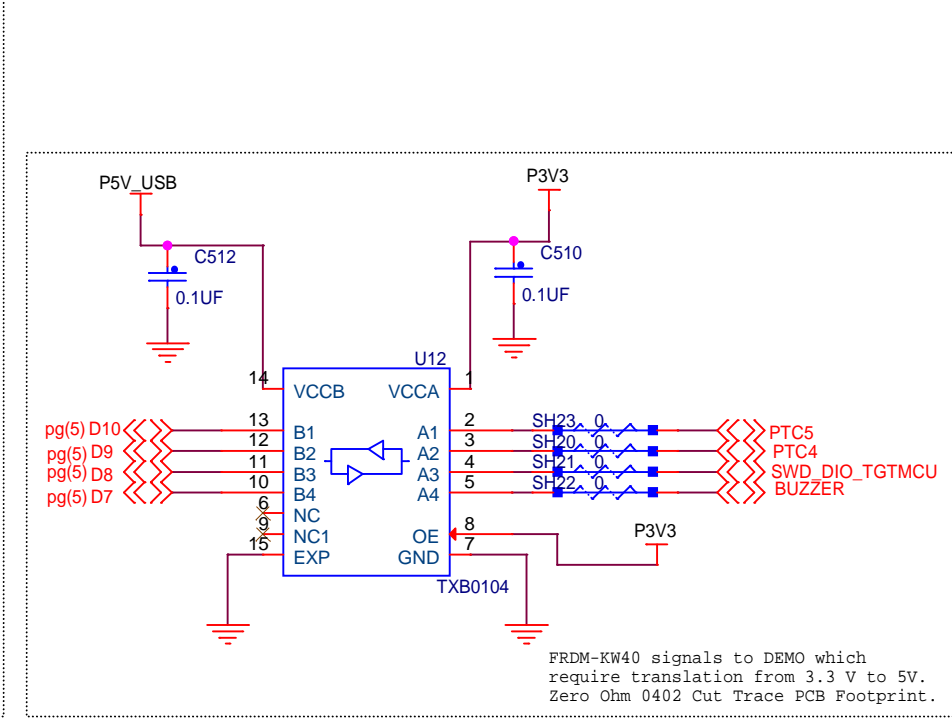 P5V_USB
P3V3
C512
C510
0.1UF
0.1UF
U12
14
1
VCCB
VCCA
pg(5) D10
13
B1
A1
2
SH23
0
PTC5
pg(5) D9
12
B2
A2
3
SH20
0
PTC4
pg(5) D8
11
B3
A3
4
SH21
0
SWD_DIO_TGTMCU
pg(5) D7
10
B4
A4
5
SH22
0
BUZZER
6
NC
9
NC1
OE
8
P3V3
15
EXP
GND
7
TXB0104
FRDM-KW40 signals to DEMO which
require translation from 3.3 V to 5V.
Zero Ohm 0402 Cut Trace PCB Footprint.